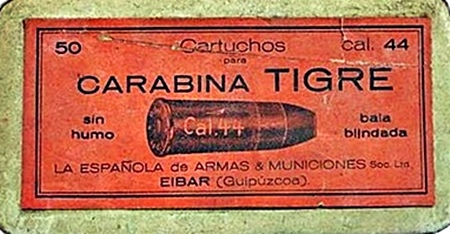 50 Cartuchos Cal. 44
para
CARABINA TIGRE
sin humo
Cal. 44
bala blindada
LA ESPAÑOLA de ARMAS & MUNICIONES Soc. Ltd.
EIBAR (Guipúzcoa).